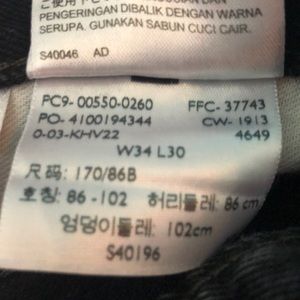 PENGERINGAN DIBALIK DENGAN WARNA
SERUPA. GUNAKAN SABUN CUCI CAIR.
S40046 AD
PC9-00550-0260 FFC-37743
PO-4100194344 CW-1913
0-03-KHV22 4649
W34 L30
尺码: 170/86B
호칭: 86-102 허리둘레: 86 cm
엉덩이둘레: 102cm
S40196